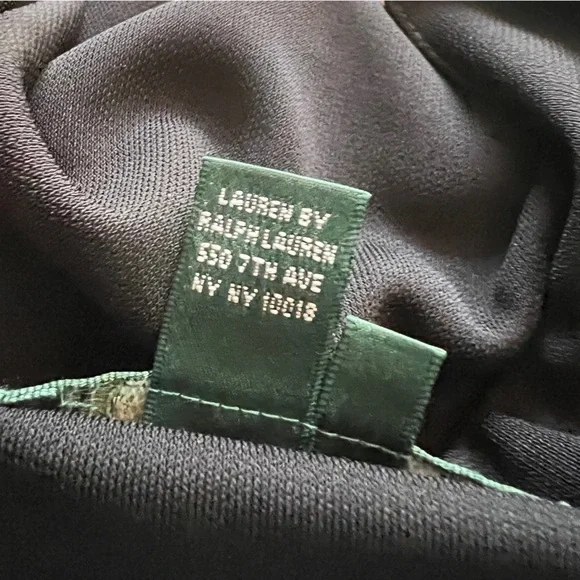 LAUREN BY
RALPH LAUREN
550 7TH AVE
NY NY 10018